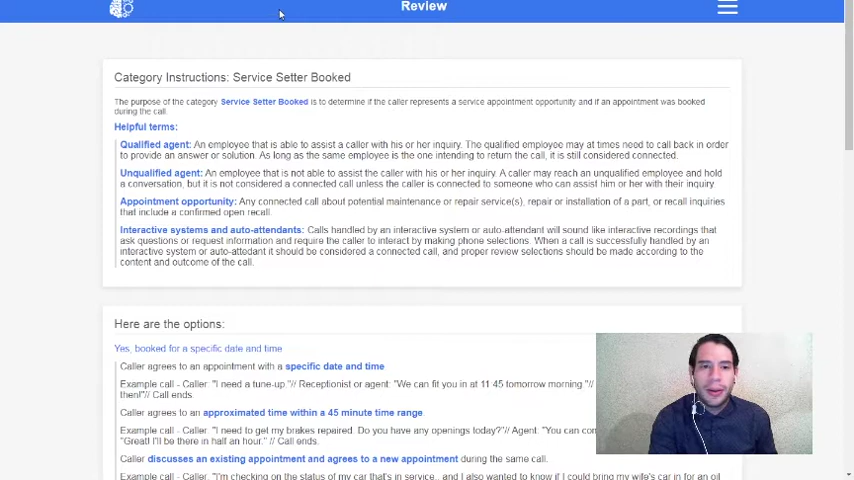 Review
Category Instructions: Service Setter Booked
The purpose of the category Service Setter Booked is to determine if the caller represents a service appointment opportunity and if an appointment was booked
during the call.
Helpful terms:
Qualified agent: An employee that is able to assist a caller with his or her inquiry. The qualified employee may at times need to call back in order
to provide an answer or solution. As long as the same employee is the one intending to return the call, it is still considered connected.
Unqualified agent: An employee that is not able to assist the caller with his or her inquiry. A caller may reach an unqualified employee and hold
a conversation, but it is not considered a connected call unless the caller is connected to someone who can assist him or her with their inquiry.
Appointment opportunity: Any connected call about potential maintenance or repair service(s), repair or installation of a part, or recall inquiries
that include a confirmed open recall.
Interactive systems and auto-attendants: Calls handled by an interactive system or auto-attendant will sound like interactive recordings that
ask questions or request information and require the caller to interact by making phone selections. When a call is successfully handled by an
interactive system or auto-attedant it should be considered a connected call, and proper review selections should be made according to the
content and outcome of the call.
Here are the options:
Yes, booked for a specific date and time
Caller agrees to an appointment with a specific date and time
Example call - Caller: "I need a tune-up."// Receptionist or agent: "We can fit you in at 11:45 tomorrow morning."//
then!"// Call ends.
Caller agrees to an approximated time within a 45 minute time range
Example call - Caller: "I need to get my brakes repaired. Do you have any openings today?"// Agent: "You can
"Great! I'll be there in half an hour." // Call ends.
Caller discusses an existing appointment and agrees to a new appointment during the same call.
Example call - Caller: "I'm checking on the status of my car that's in service.. and I also wanted to know if I could bring my wife's car in for an oil